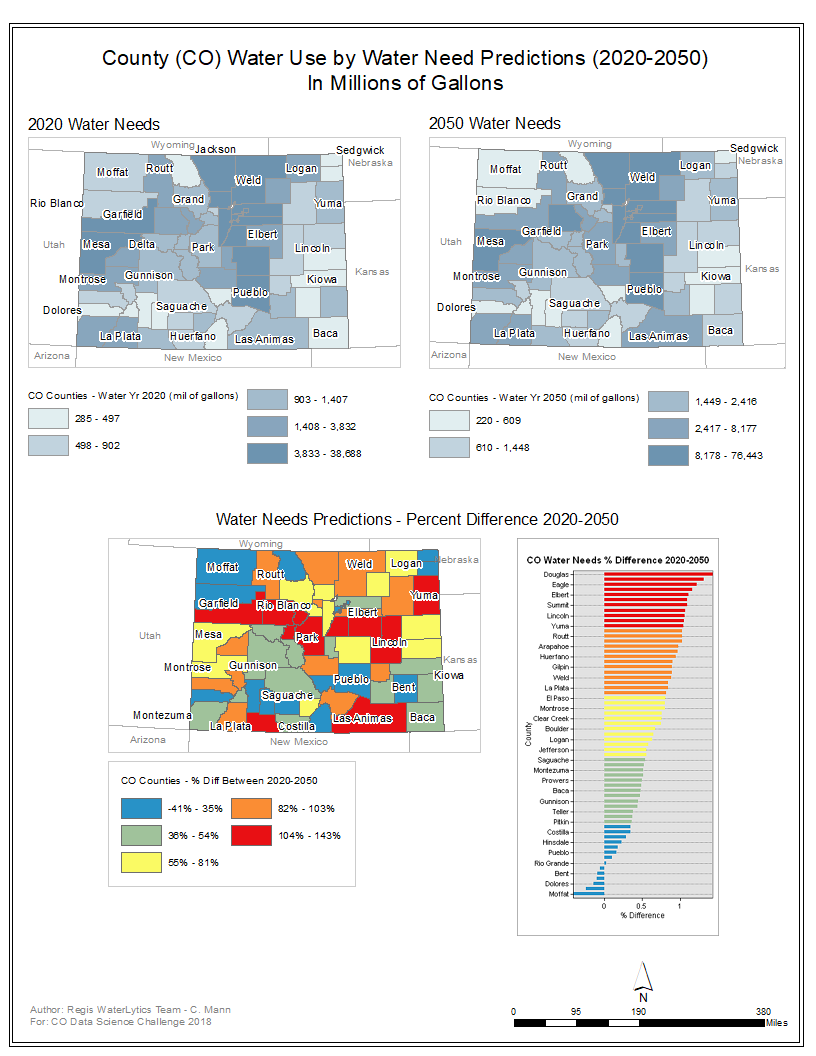 County (CO) Water Use by Water Need Predictions (2020-2050)
In Millions of Gallons
2020 Water Needs
Wyoming
Jackson
Sedgwick
Nebraska
Moffat
Routt
Logan
Weld
Rio Blanco
Grand
Yuma
Garfield
Elbert
Utah
Mesa
Delta
Park
Lincoln
Kansas
Montrose
Gunnison
Kiowa
Pueblo
Dolores
Saguache
La Plata
Huerfano
Las Animas
Baca
Arizona
New Mexico
CO Counties - Water Yr 2020 (mil of gallons)
285 - 497
498 - 902
903 - 1,407
1,408 - 3,832
3,833 - 38,688
2050 Water Needs
Wyoming
Sedgwick
Nebraska
Moffat
Routt
Logan
Weld
Rio Blanco
Grand
Yuma
Garfield
Elbert
Utah
Mesa
Park
Lincoln
Kansas
Montrose
Gunnison
Kiowa
Pueblo
Dolores
Saguache
La Plata
Huerfano
Las Animas
Baca
Arizona
New Mexico
CO Counties - Water Yr 2050 (mil of gallons)
220 - 609
610 - 1,448
1,449 - 2,416
2,417 - 8,177
8,178 - 76,443
Water Needs Predictions - Percent Difference 2020-2050
Wyoming
Nebraska
Moffat
Routt
Weld
Logan
Garfield
Rio Blanco
Yuma
Elbert
Utah
Mesa
Park
Lincoln
Kansas
Montrose
Gunnison
Kiowa
Pueblo
Bent
Saguache
Montezuma
La Plata
Costilla
Las Animas
Baca
Arizona
New Mexico
CO Counties - % Diff Between 2020-2050
-41% - 35%
36% - 54%
55% - 81%
82% - 103%
104% - 143%
CO Water Needs % Difference 2020-2050
Douglas
Eagle
Elbert
Summit
Lincoln
Yuma
Routt
Arapahoe
Huerfano
Gilpin
Weld
La Plata
El Paso
Montrose
Clear Creek
Boulder
Logan
Jefferson
Saguache
Montezuma
Prowers
Baca
Gunnison
Teller
Pitkin
Costilla
Hinsdale
Pueblo
Rio Grande
Bent
Dolores
Moffat
County
0 0.5 1
% Difference
N
0 95 190 380
Miles
Author: Regis WaterLytics Team - C. Mann
For: CO Data Science Challenge 2018